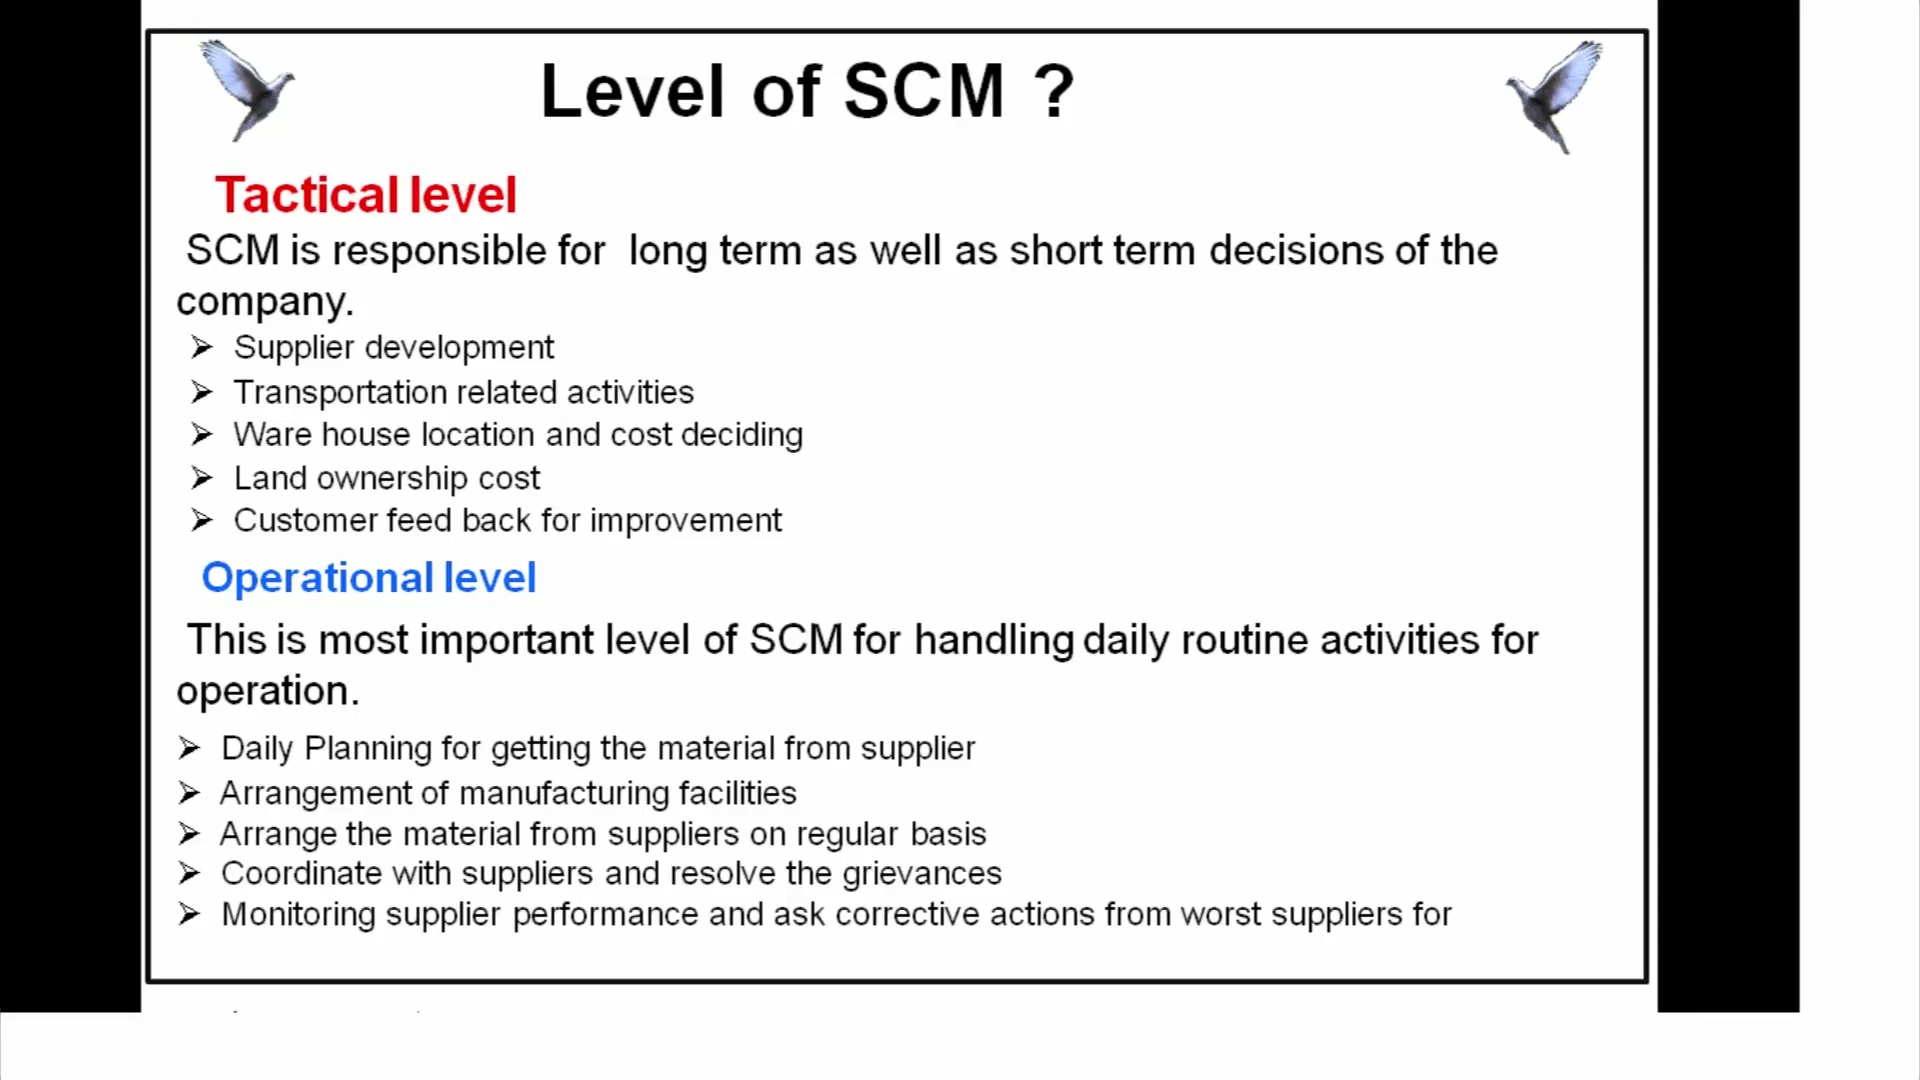 Level of SCM ?
Tactical level
SCM is responsible for long term as well as short term decisions of the
company.
➢ Supplier development
➢ Transportation related activities
➢ Ware house location and cost deciding
➢ Land ownership cost
➢ Customer feed back for improvement
Operational level
This is most important level of SCM for handling daily routine activities for
operation.
➢ Daily Planning for getting the material from supplier
➢ Arrangement of manufacturing facilities
➢ Arrange the material from suppliers on regular basis
➢ Coordinate with suppliers and resolve the grievances
➢ Monitoring supplier performance and ask corrective actions from worst suppliers for